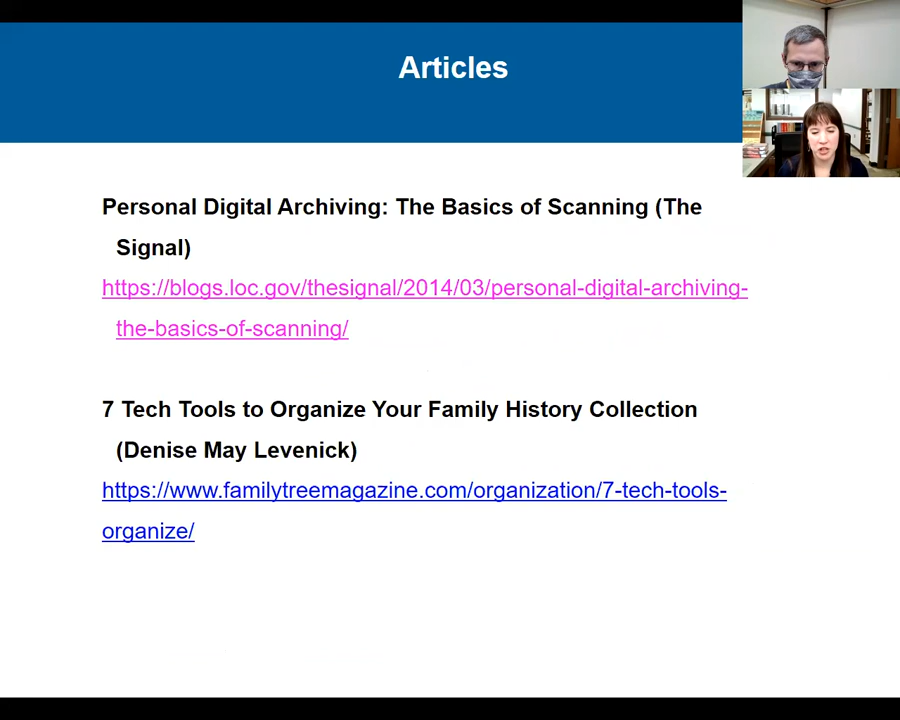 Articles
Personal Digital Archiving: The Basics of Scanning (The
Signal)
https://blogs.loc.gov/thesignal/2014/03/personal-digital-archiving-
the-basics-of-scanning/
7 Tech Tools to Organize Your Family History Collection
(Denise May Levenick)
https://www.familytreemagazine.com/organization/7-tech-tools-
organize/